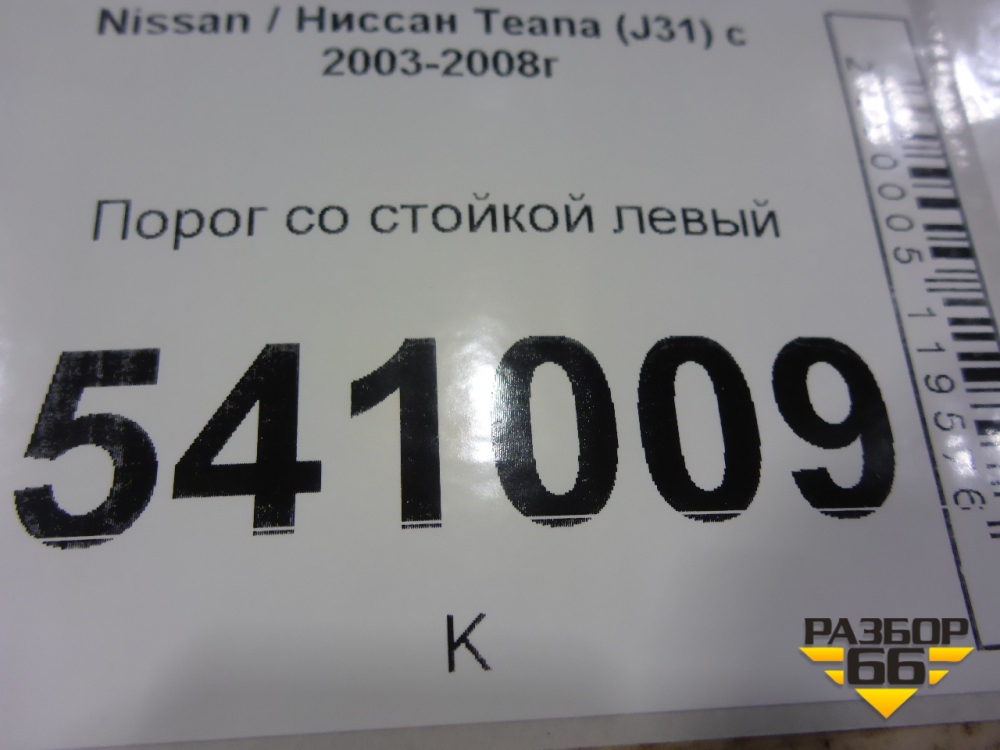 Nissan / Ниссан Teana (J31) с
2003-2008г
Порог со стойкой левый
541009
К
РАЗБОР
66